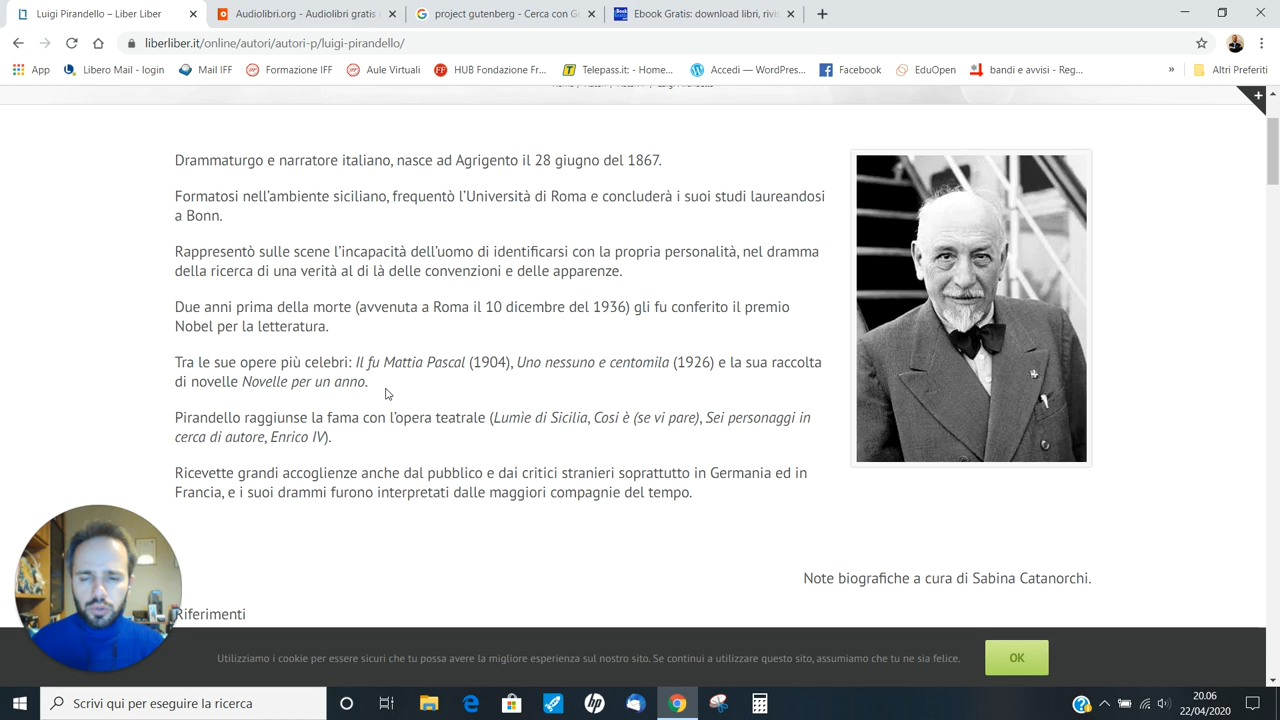 Luigi Pirandello – Liber Liber
Audiolibri.org - Audiolibri gratis
project gutenberg - Cerca con Go
Ebook Gratis: download libri, rivis
liberliber.it/online/autori/autori-p/luigi-pirandello/
App
Libero Mail - login
Mail IFF
Formazione IFF
Aule Virtuali
HUB Fondazione Fr...
Telepass.it: - Home...
Accedi — WordPres...
Facebook
EduOpen
bandi e avvisi - Reg...
»
Altri Preferiti
Drammaturgo e narratore italiano, nasce ad Agrigento il 28 giugno del 1867.
Formatosi nell’ambiente siciliano, frequentò l’Università di Roma e concluderà i suoi studi laureandosi
a Bonn.
Rappresentò sulle scene l’incapacità dell’uomo di identificarsi con la propria personalità, nel dramma
della ricerca di una verità al di là delle convenzioni e delle apparenze.
Due anni prima della morte (avvenuta a Roma il 10 dicembre del 1936) gli fu conferito il premio
Nobel per la letteratura.
Tra le sue opere più celebri: Il fu Mattia Pascal (1904), Uno nessuno e centomila (1926) e la sua raccolta
di novelle Novelle per un anno.
Pirandello raggiunse la fama con l’opera teatrale (Lumìe di Sicilia, Così è (se vi pare), Sei personaggi in
cerca di autore, Enrico IV).
Ricevette grandi accoglienze anche dal pubblico e dai critici stranieri soprattutto in Germania ed in
Francia, e i suoi drammi furono interpretati dalle maggiori compagnie del tempo.
Note biografiche a cura di Sabina Catanorchi.
Riferimenti
Utilizziamo i cookie per essere sicuri che tu possa avere la migliore esperienza sul nostro sito. Se continui a utilizzare questo sito, assumiamo che tu ne sia felice.
OK
Scrivi qui per eseguire la ricerca
20.06
22/04/2020